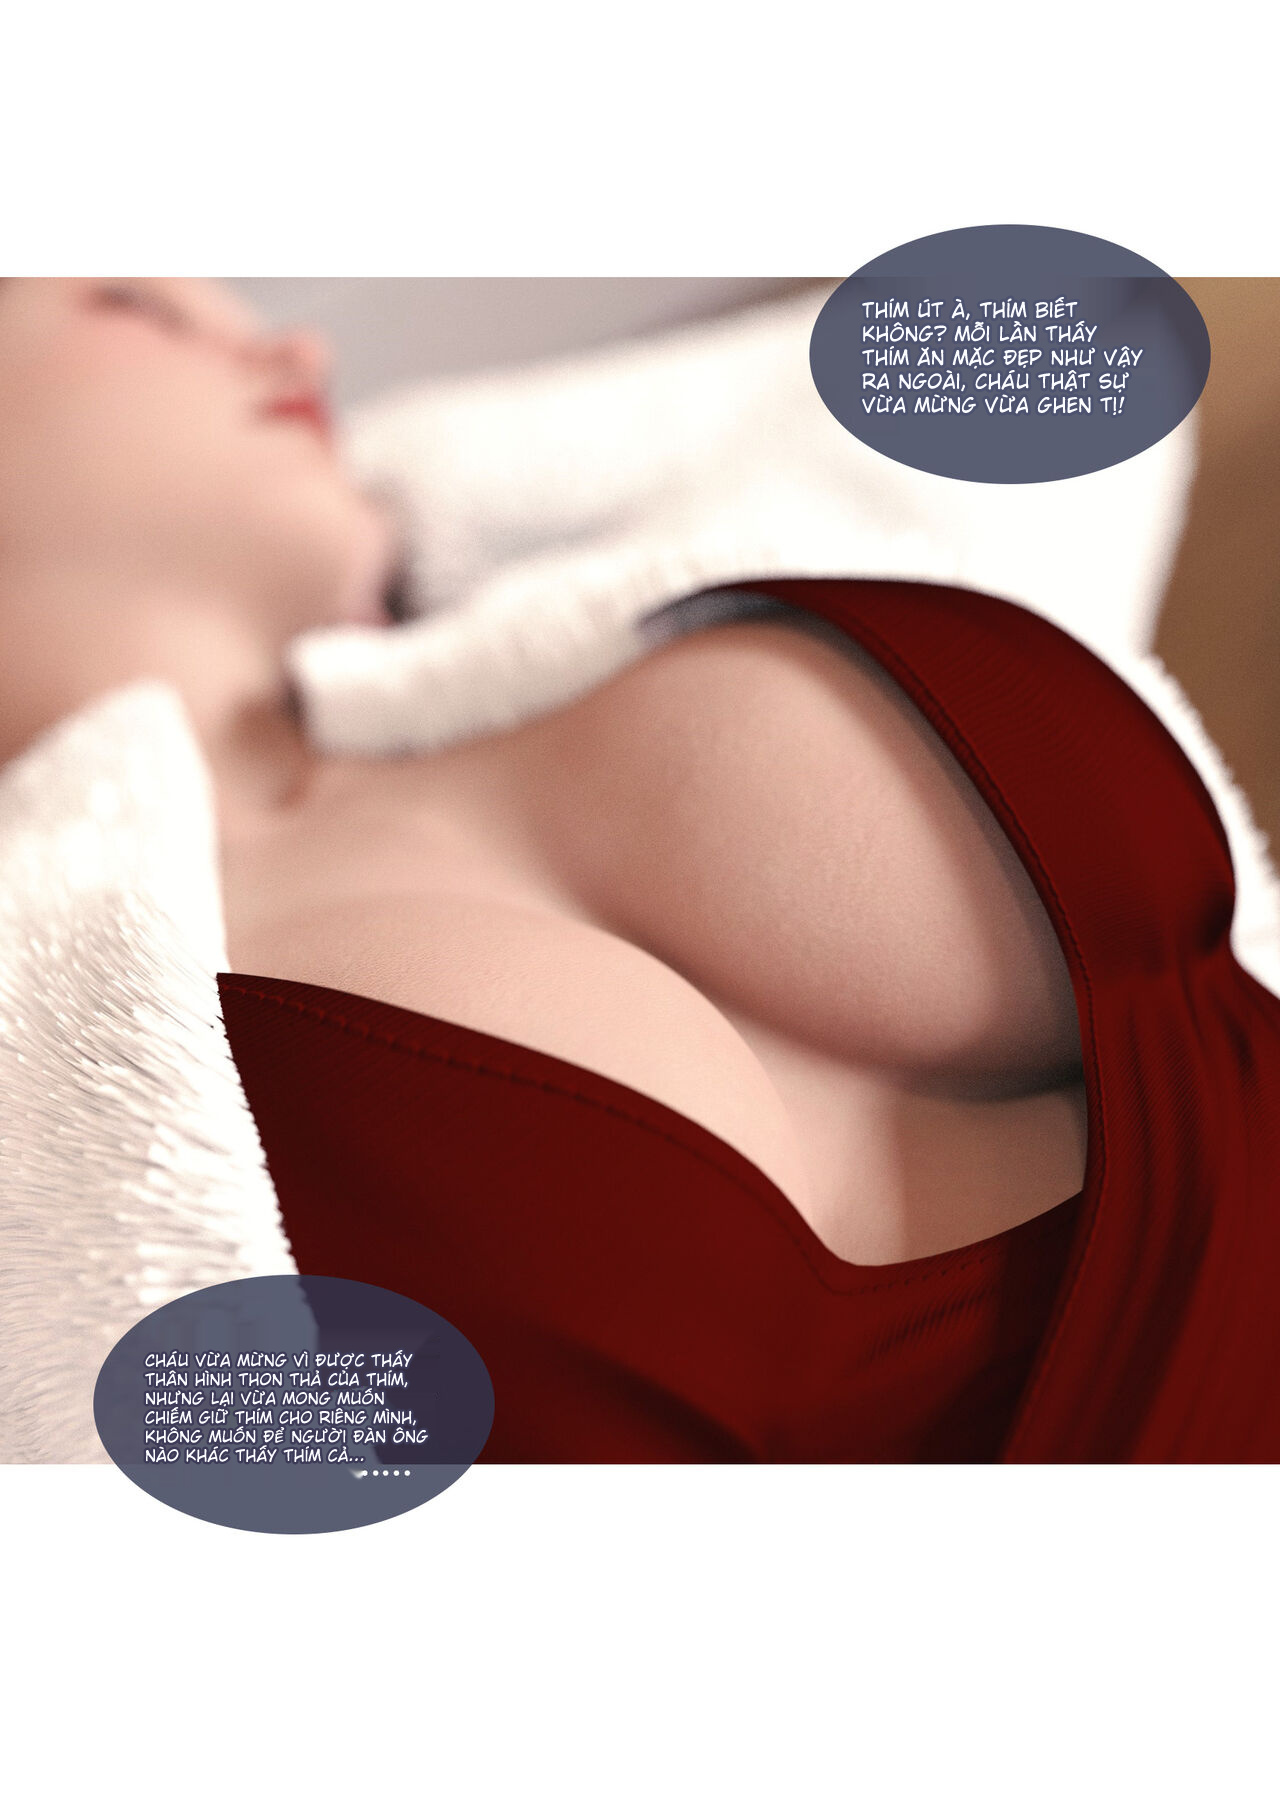 THÍM ÚT À, THÍM BIẾT
KHÔNG? MỖI LẦN THẤY
THÍM ĂN MẶC ĐẸP NHƯ VẬY
RA NGOÀI, CHÁU THẬT SỰ
VỪA MỪNG VỪA GHEN TỊ!
CHÁU VỪA MỪNG VÌ ĐƯỢC THẤY
THÂN HÌNH THON THẢ CỦA THÍM,
NHƯNG LẠI VỪA MONG MUỐN
CHIẾM GIỮ THÍM CHO RIÊNG MÌNH,
KHÔNG MUỐN ĐỂ NGƯỜI ĐÀN ÔNG
NÀO KHÁC THẤY THÍM CẢ...
.....